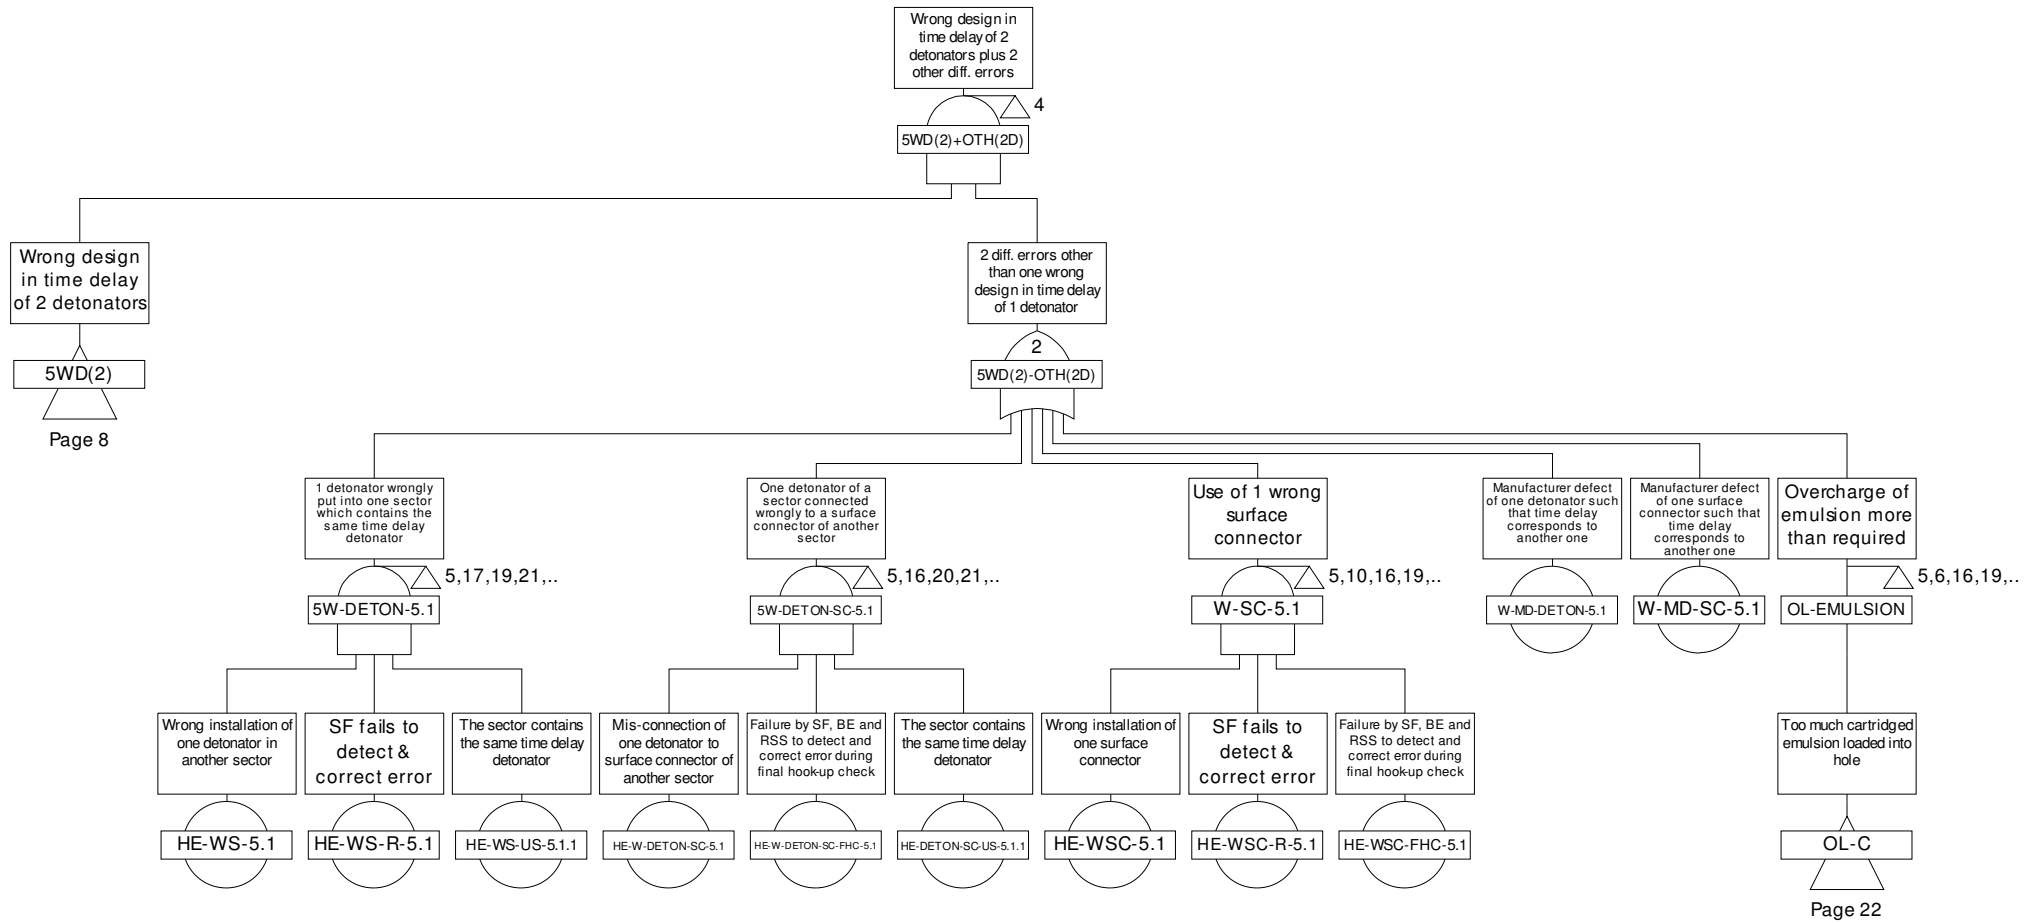 Wrong design in
time delay of 2
detonators plus 2
other diff. errors
4
5WD(2)+OTH(2D)
Wrong design
in time delay
of 2 detonators
5WD(2)
Page 8
2 diff. errors other
than one wrong
design in time delay
of 1 detonator
2
5WD(2)-OTH(2D)
1 detonator wrongly
put into one sector
which contains the
same time delay
detonator
5,17,19,21,..
5W-DETON-5.1
One detonator of a
sector connected
wrongly to a surface
connector of another
sector
5,16,20,21,..
5W-DETON-SC-5.1
Use of 1 wrong
surface
connector
5,10,16,19,..
W-SC-5.1
Manufacturer defect
of one detonator such
that time delay
corresponds to
another one
W-MD-DETON-5.1
Manufacturer defect
of one surface
connector such that
time delay
corresponds to
another one
W-MD-SC-5.1
Overcharge of
emulsion more
than required
5,6,16,19,..
OL-EMULSION
Wrong installation of
one detonator in
another sector
HE-WS-5.1
SF fails to
detect &
correct error
HE-WS-R-5.1
The sector contains
the same time delay
detonator
HE-WS-US-5.1.1
Mis-connection of
one detonator to
surface connector of
another sector
HE-W-DETON-SC-5.1
Failure by SF, BE and
RSS to detect and
correct error during
final hook-up check
HE-W-DETON-SC-FHC-5.1
The sector contains
the same time delay
detonator
HE-DETON-SC-US-5.1.1
Wrong installation of
one surface
connector
HE-WSC-5.1
SF fails to
detect &
correct error
HE-WSC-R-5.1
Failure by SF, BE and
RSS to detect and
correct error during
final hook-up check
HE-WSC-FHC-5.1
Too much cartridged
emulsion loaded into
hole
OL-C
Page 22